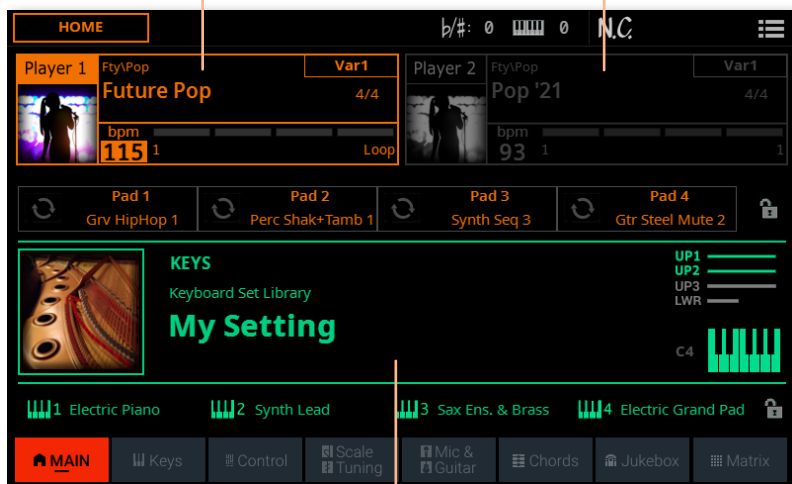 HOME
b/#: 0
0
N.C.
Player 1
Fty\Pop
Var1
Future Pop
4/4
bpm
115 1
Loop
Player 2
Fty\Pop
Var1
Pop '21
4/4
bpm
93 1
1
Pad 1
Grv HipHop 1
Pad 2
Perc Shak+Tamb 1
Pad 3
Synth Seq 3
Pad 4
Gtr Steel Mute 2
KEYS
Keyboard Set Library
My Setting
UP1
UP2
UP3
LWR
C4
1 Electric Piano
2 Synth Lead
3 Sax Ens. & Brass
4 Electric Grand Pad
MAIN
Keys
Control
Scale
Tuning
Mic &
Guitar
Chords
Jukebox
Matrix